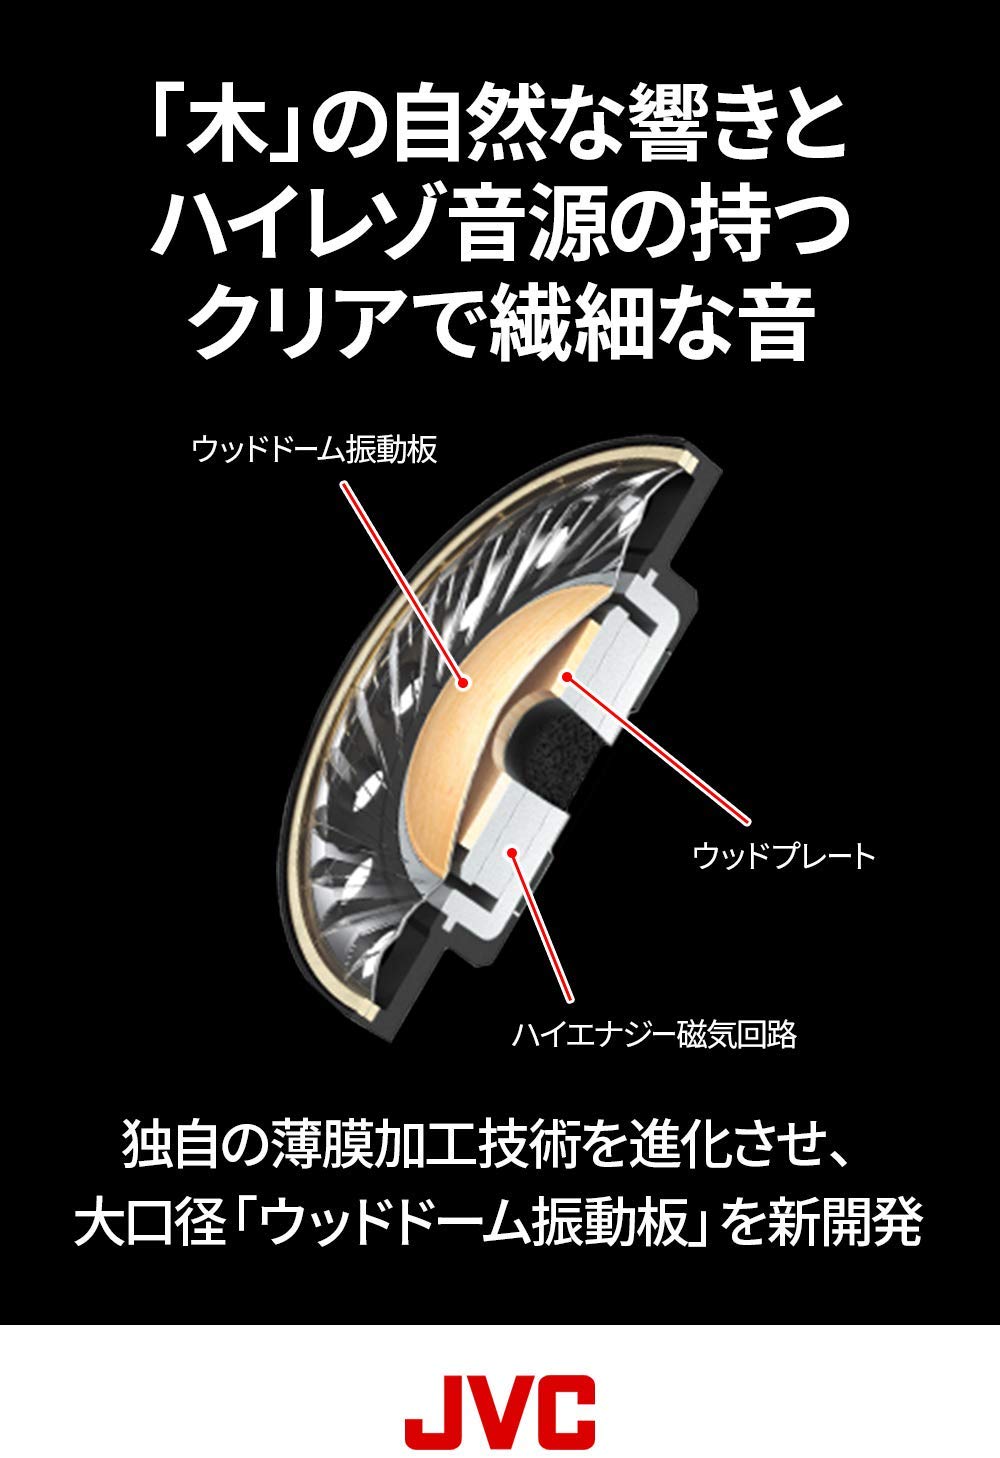 「木」の自然な響きと
ハイレゾ音源の持つ
クリアで繊細な音
ウッドドーム振動板
ウッドプレート
ハイエナジー磁気回路
独自の薄膜加工技術を進化させ、
大口径「ウッドドーム振動板」を新開発
JVC